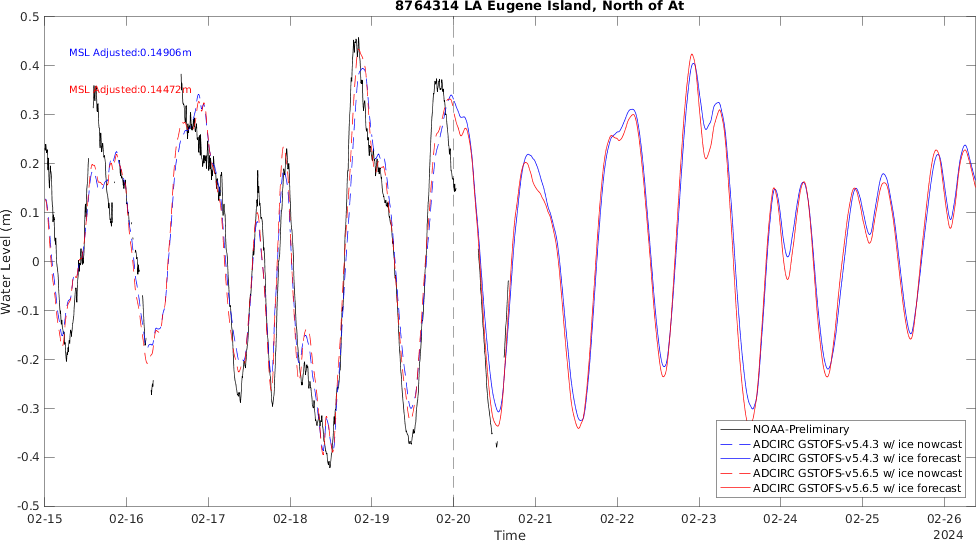 8764314 LA Eugene Island, North of At
0.5
0.4
0.3
0.2
0.1
0
-0.1
-0.2
-0.3
-0.4
-0.5
Water Level (m)
MSL Adjusted:0.14906m
MSL Adjusted:0.14472m
NOAA-Preliminary
ADCIRC GSTOFS-v5.4.3 w/ ice nowcast
ADCIRC GSTOFS-v5.4.3 w/ ice forecast
ADCIRC GSTOFS-v5.6.5 w/ ice nowcast
ADCIRC GSTOFS-v5.6.5 w/ ice forecast
02-15 02-16 02-17 02-18 02-19 02-20 02-21 02-22 02-23 02-24 02-25 02-26
Time
2024